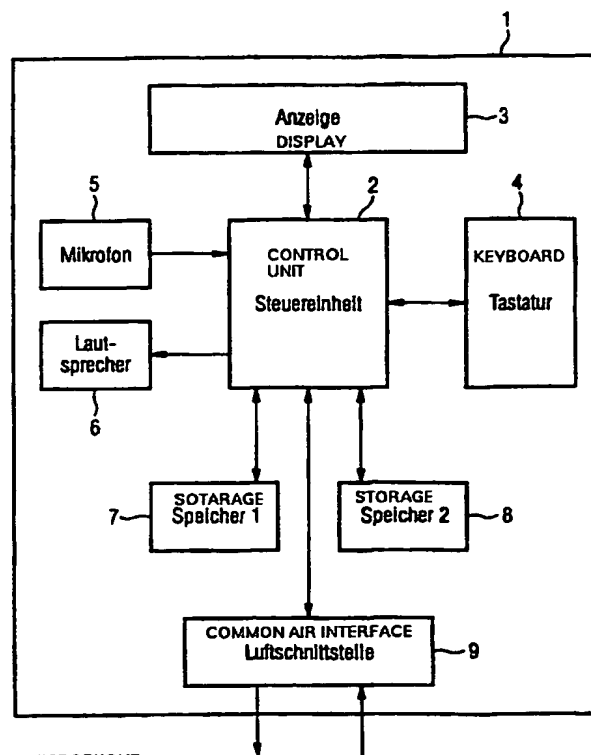 1
Anzeige
DISPLAY
3
5
2
4
Mikrofon
CONTROL
UNIT
Steuereinheit
KEYBOARD
Tastatur
Laut-
sprecher
6
SOTARAGE
Speicher 1
7
STORAGE
Speicher 2
8
COMMON AIR INTERFACE
Luftschnittstelle
9